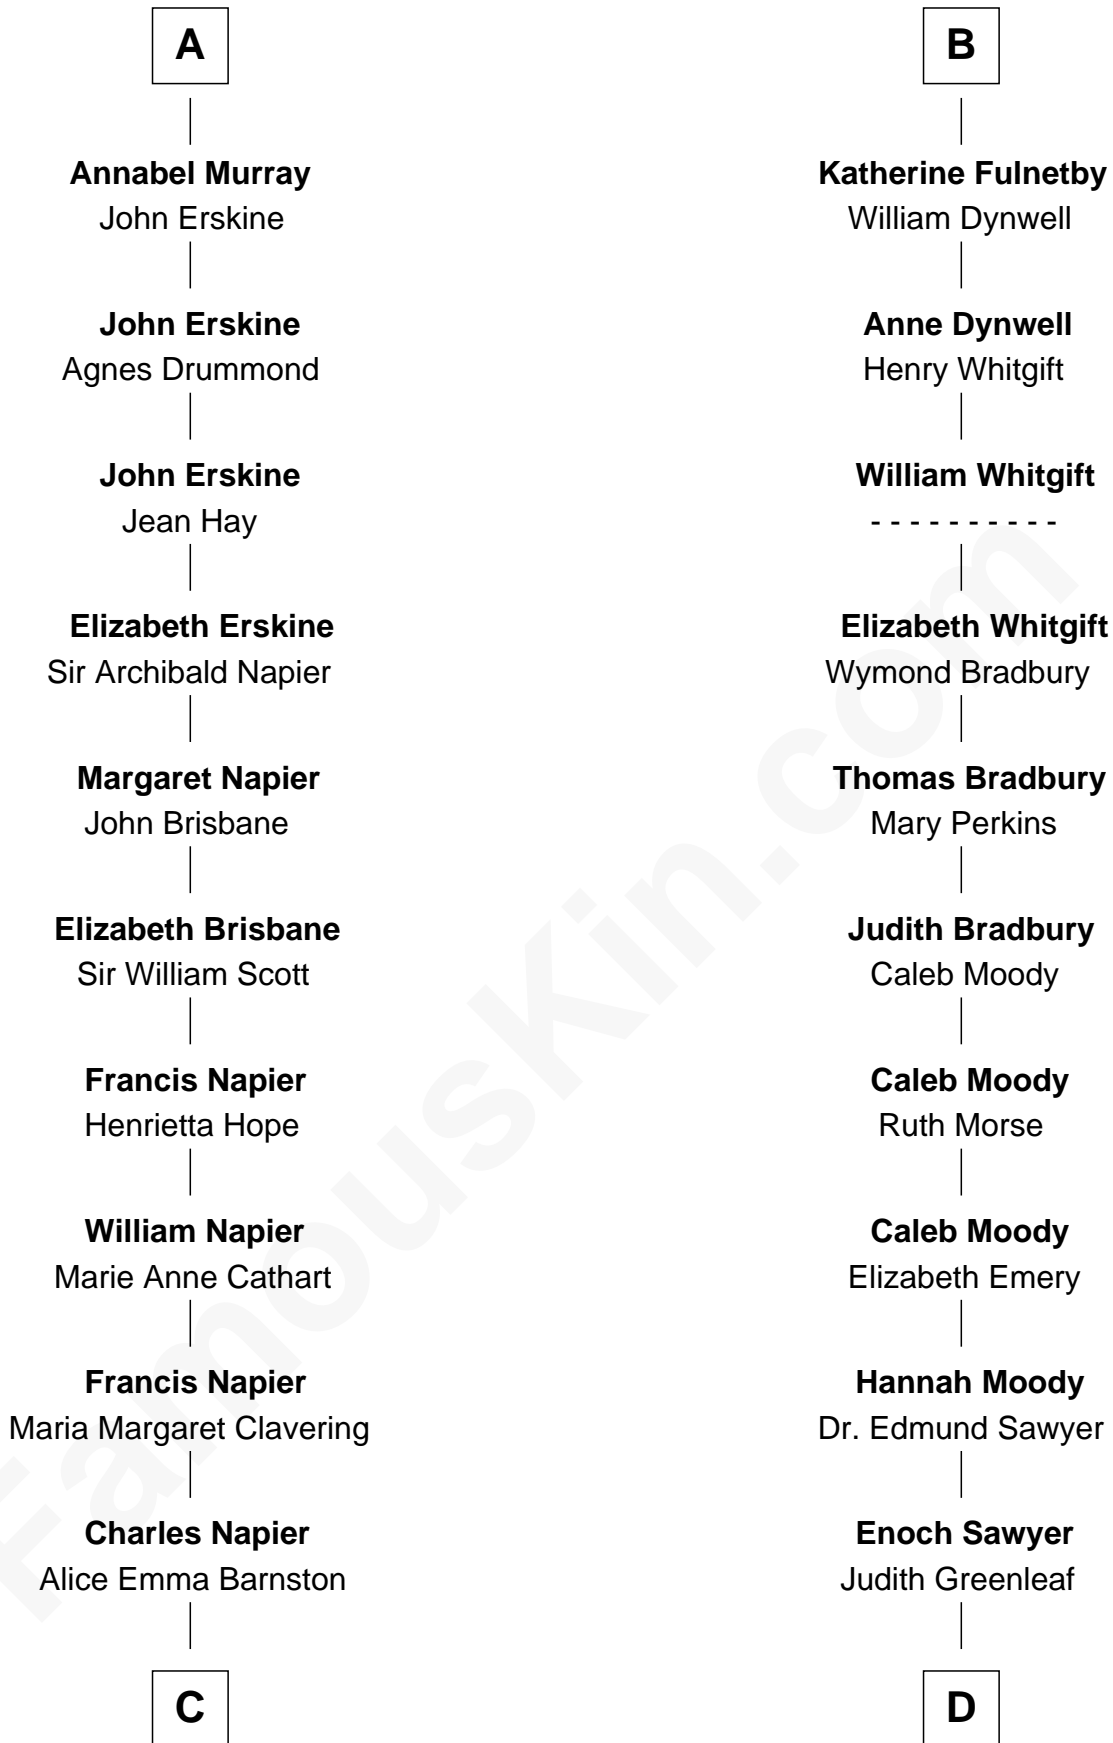 A
Annabel Murray
John Erskine
John Erskine
Agnes Drummond
John Erskine
Jean Hay
Elizabeth Erskine
Sir Archibald Napier
Margaret Napier
John Brisbane
Elizabeth Brisbane
Sir William Scott
Francis Napier
Henrietta Hope
William Napier
Marie Anne Cathart
Francis Napier
Maria Margaret Clavering
Charles Napier
Alice Emma Barnston
C
B
Katherine Fulnetby
William Dynwell
Anne Dynwell
Henry Whitgift
William Whitgift
- - - - - - - - - -
Elizabeth Whitgift
Wymond Bradbury
Thomas Bradbury
Mary Perkins
Judith Bradbury
Caleb Moody
Caleb Moody
Ruth Morse
Caleb Moody
Elizabeth Emery
Hannah Moody
Dr. Edmund Sawyer
Enoch Sawyer
Judith Greenleaf
D
FamousKin.com